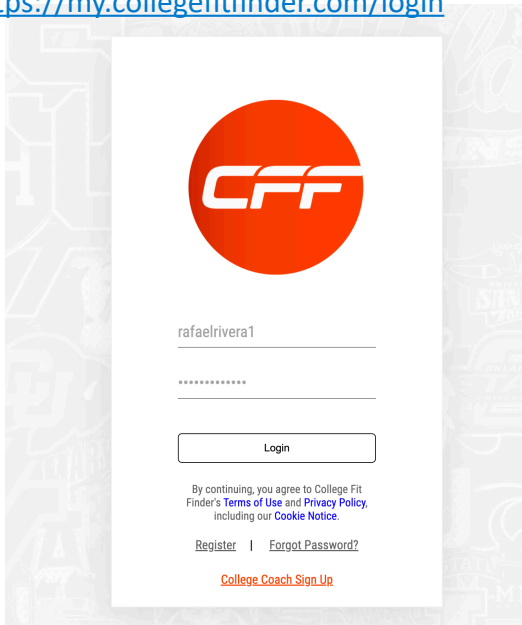 tps://my.collegefitfinder.com/login
CFF
rafaelrivera1
•••••••••••••
Login
By continuing, you agree to College Fit
Finder's Terms of Use and Privacy Policy,
including our Cookie Notice.
Register | Forgot Password?
College Coach Sign Up